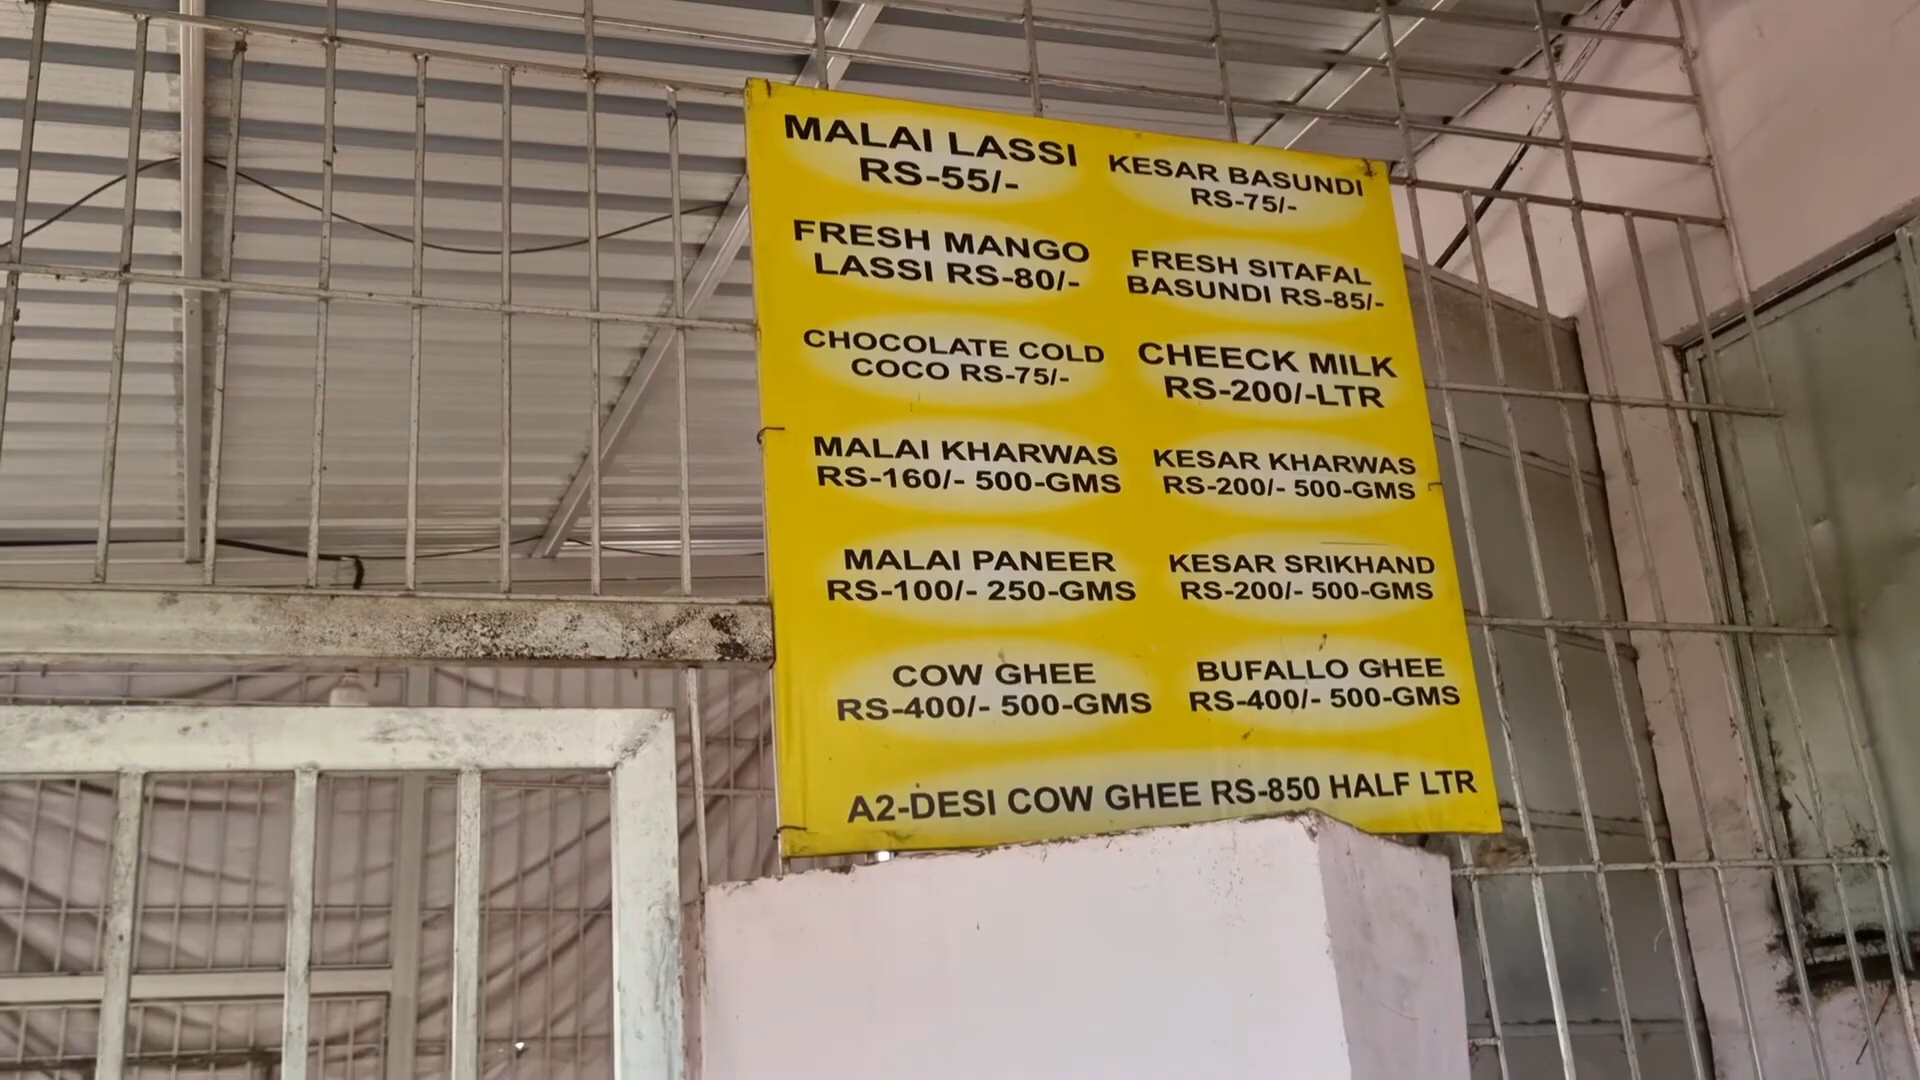 MALAI LASSI
RS-55/-
KESAR BASUNDI
RS-75/-
FRESH MANGO
LASSI RS-80/-
FRESH SITAFAL
BASUNDI RS-85/-
CHOCOLATE COLD
COCO RS-75/-
CHEECK MILK
RS-200/-LTR
MALAI KHARWAS
RS-160/- 500-GMS
KESAR KHARWAS
RS-200/- 500-GMS
MALAI PANEER
RS-100/- 250-GMS
KESAR SRIKHAND
RS-200/- 500-GMS
COW GHEE
RS-400/- 500-GMS
BUFALLO GHEE
RS-400/- 500-GMS
A2-DESI COW GHEE RS-850 HALF LTR